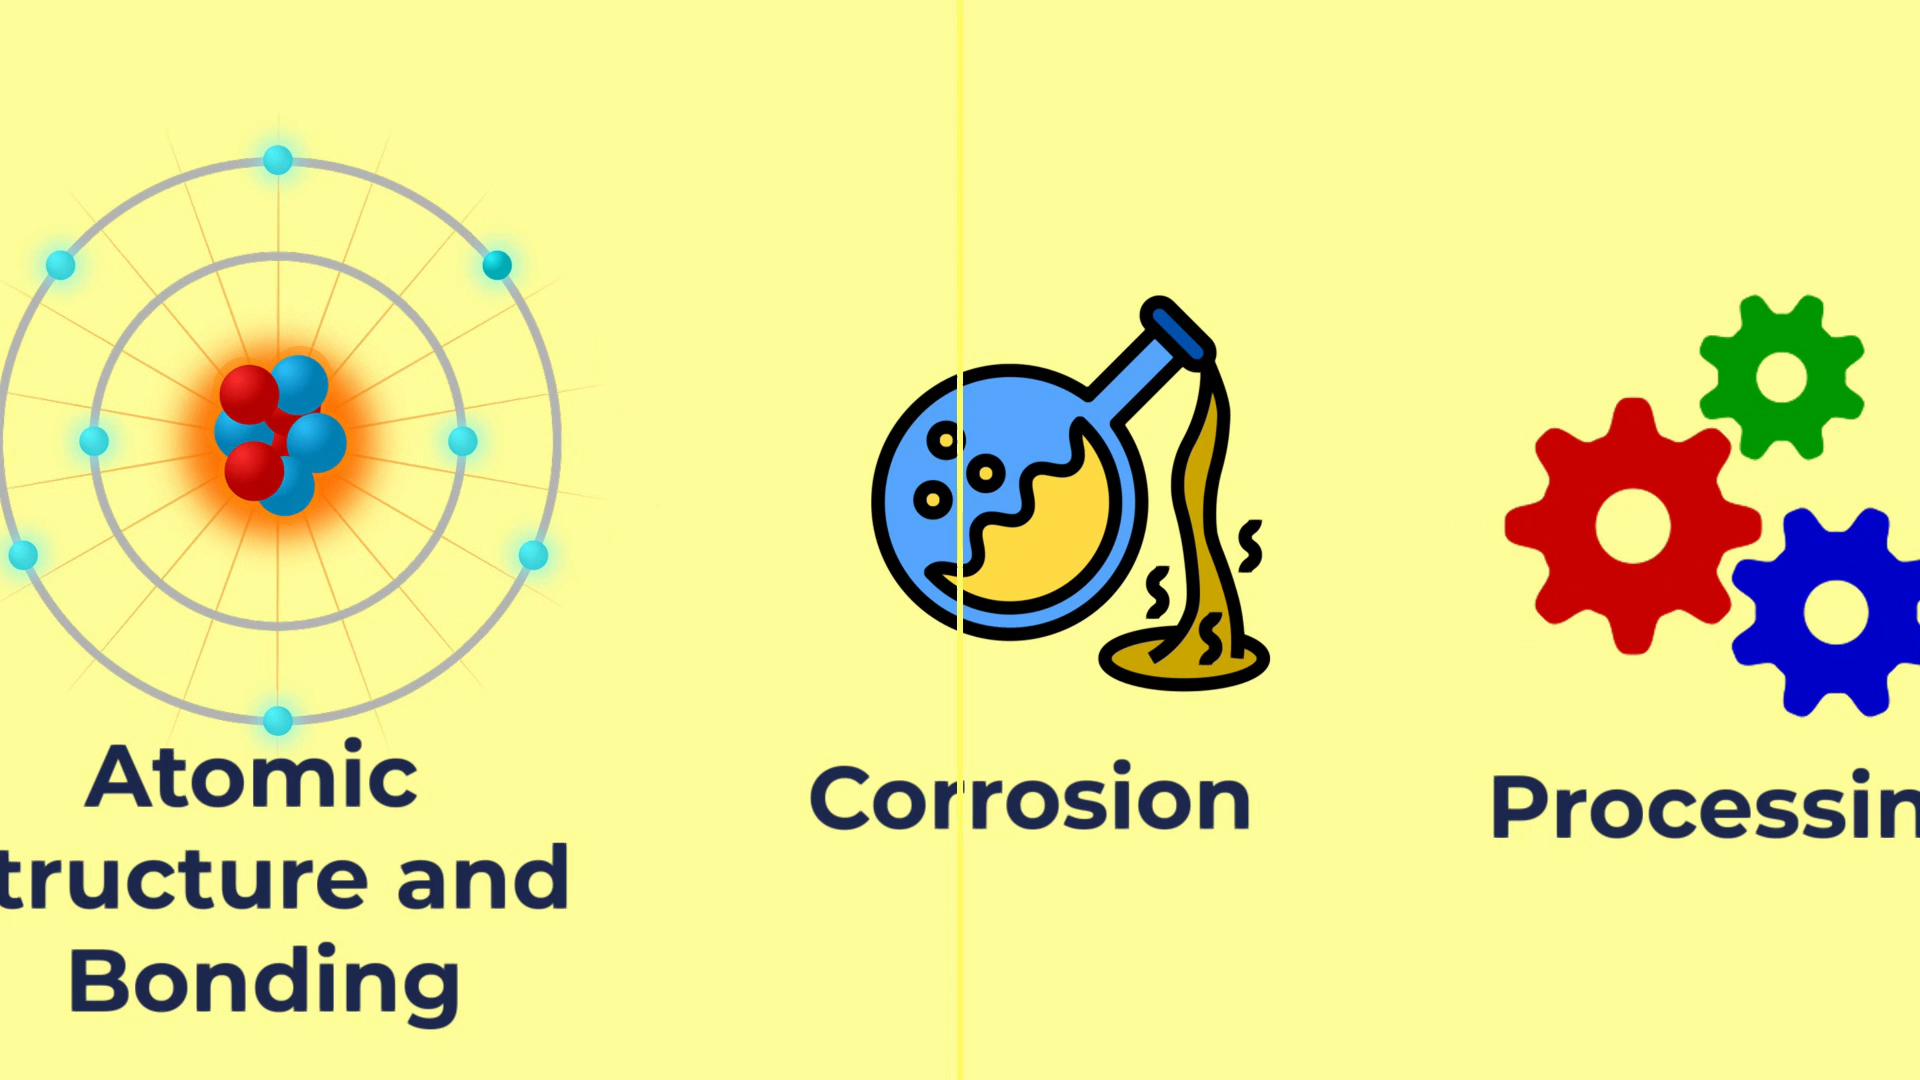 Atomic
tructure and
Bonding
Corrosion
Processin